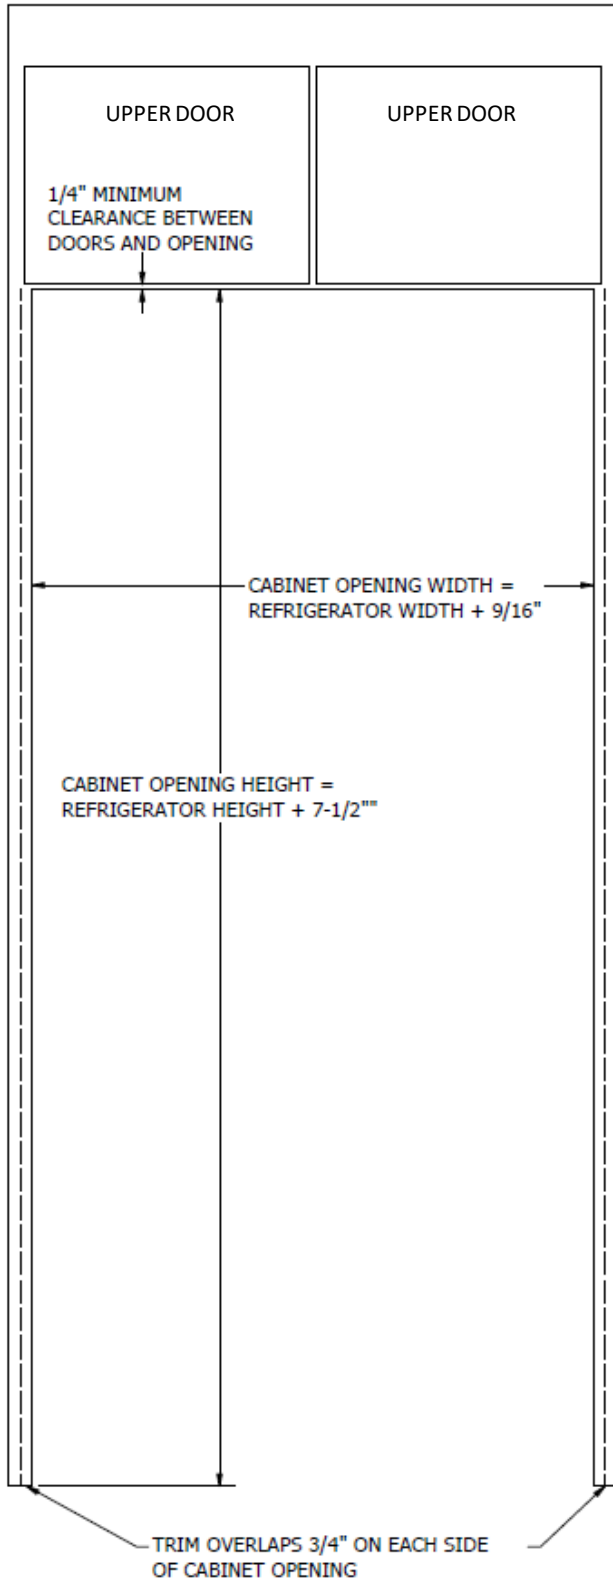 UPPER DOOR
UPPER DOOR
1/4" MINIMUM
CLEARANCE BETWEEN
DOORS AND OPENING
CABINET OPENING WIDTH =
REFRIGERATOR WIDTH + 9/16"
CABINET OPENING HEIGHT =
REFRIGERATOR HEIGHT + 7-1/2""
TRIM OVERLAPS 3/4" ON EACH SIDE
OF CABINET OPENING